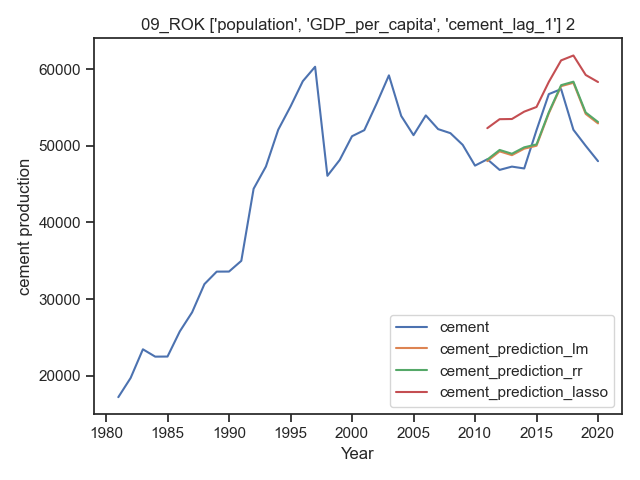 09_ROK ['population', 'GDP_per_capita', 'cement_lag_1'] 2
60000
50000
40000
30000
20000
cement production
cement
cement_prediction_lm
cement_prediction_rr
cement_prediction_lasso
1980 1985 1990 1995 2000 2005 2010 2015 2020
Year